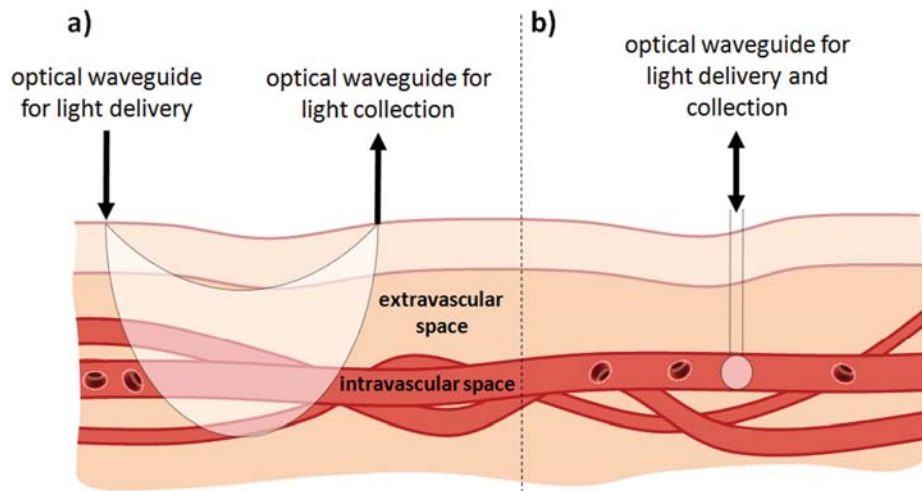 a)
optical waveguide
for light delivery
optical waveguide for
light collection
b)
optical waveguide for
light delivery and
collection
extravascular
space
intravascular space